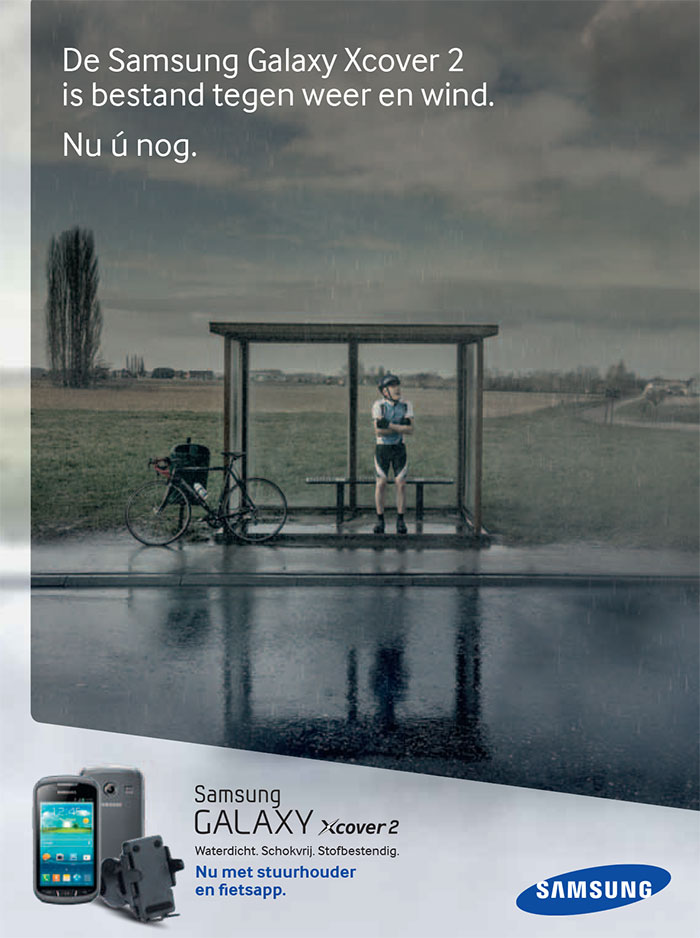 De Samsung Galaxy Xcover 2
is bestand tegen weer en wind.
Nu ú nog.
Samsung
GALAXY Xcover 2
Waterdicht. Schokvrij. Stofbestendig.
Nu met stuurhouder
en fietsapp.
SAMSUNG